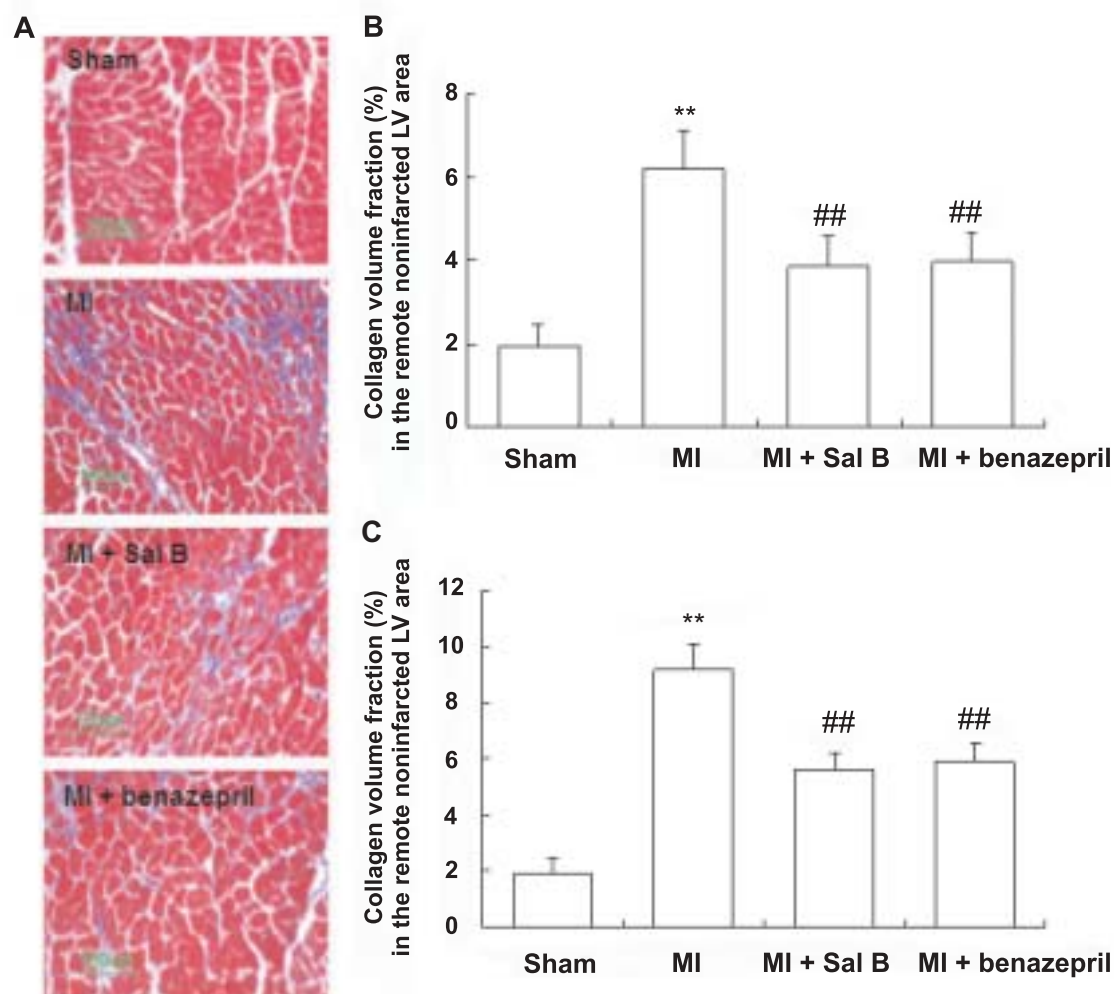 A
Sham
MI
MI + Sal B
MI + benazepril
B
Collagen volume fraction (%)
in the remote noninfarcted LV area
8
6
4
2
0
**
##
##
Sham
MI
MI + Sal B
MI + benazepril
C
Collagen volume fraction (%)
in the remote noninfarcted LV area
12
10
8
6
4
2
0
**
##
##
Sham
MI
MI + Sal B
MI + benazepril